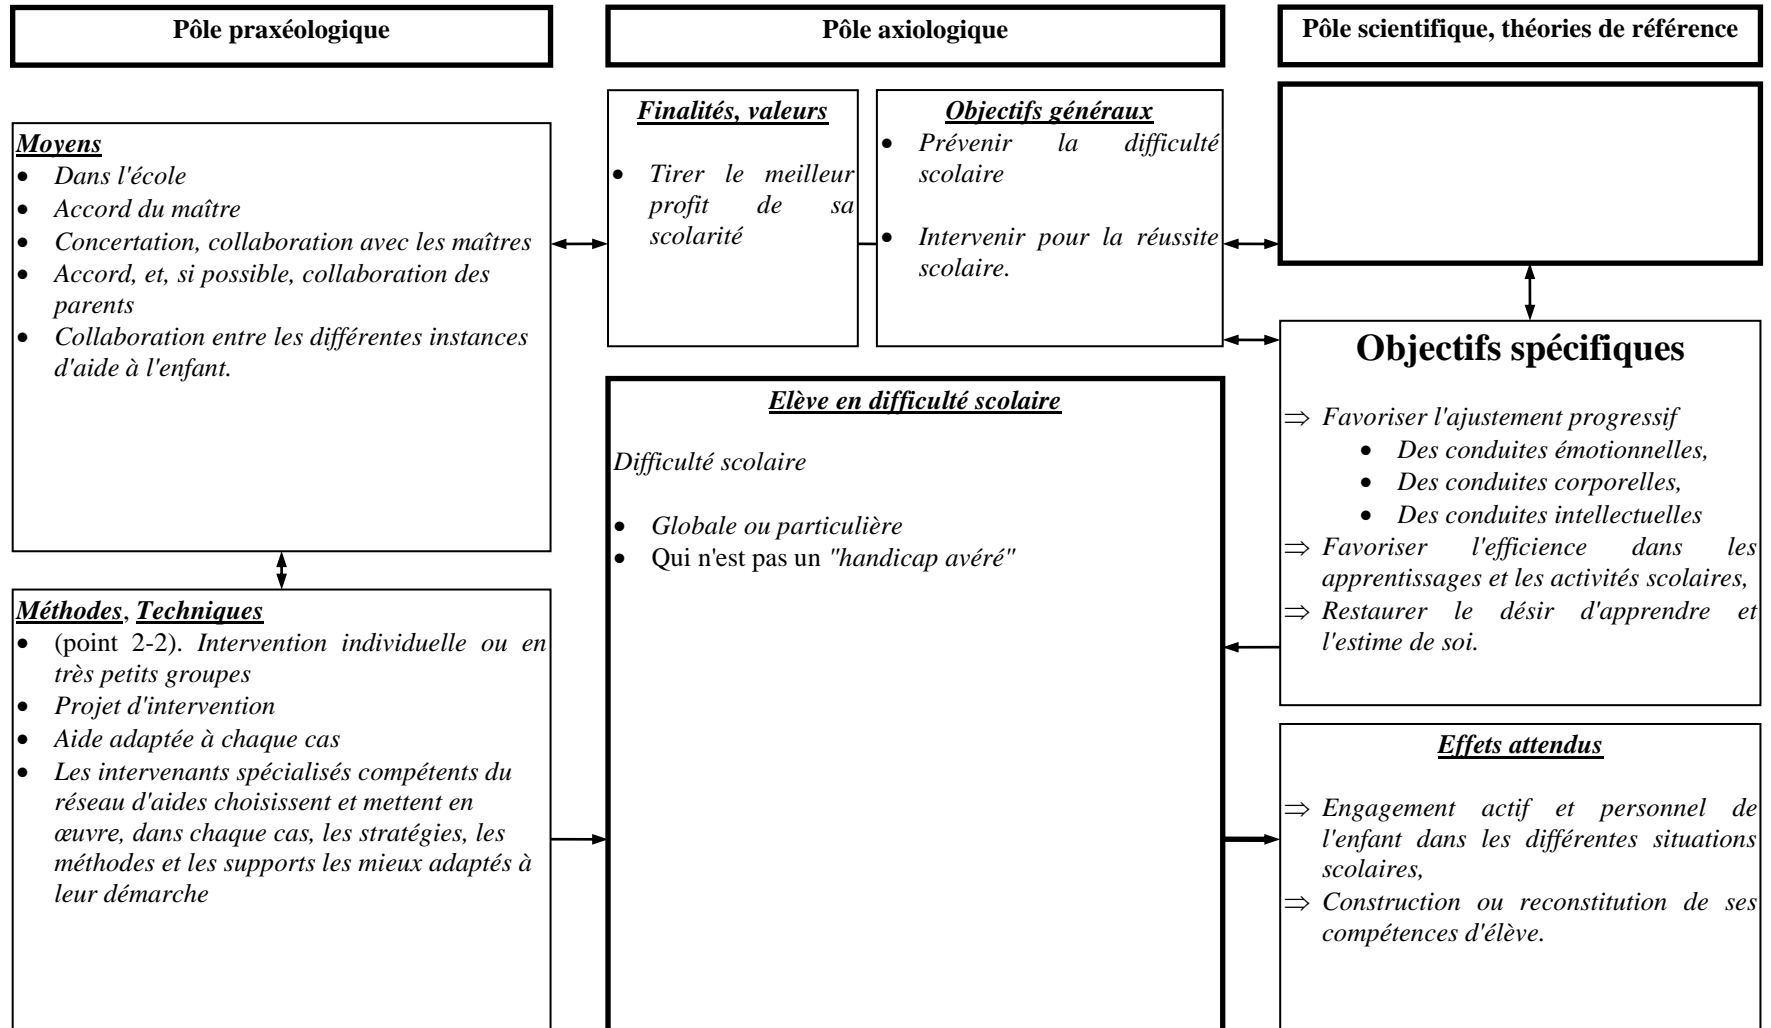 Pôle praxéologique
Pôle axiologique
Pôle scientifique, théories de référence
Moyens
• Dans l'école
• Accord du maître
• Concertation, collaboration avec les maîtres
• Accord, et, si possible, collaboration des
parents
• Collaboration entre les différentes instances
d'aide à l'enfant.
Méthodes, Techniques
• (point 2-2). Intervention individuelle ou en
très petits groupes
• Projet d'intervention
• Aide adaptée à chaque cas
• Les intervenants spécialisés compétents du
réseau d'aides choisissent et mettent en
œuvre, dans chaque cas, les stratégies, les
méthodes et les supports les mieux adaptés à
leur démarche
Finalités, valeurs
• Tirer le meilleur
profit de sa
scolarité
Objectifs généraux
• Prévenir la difficulté
scolaire
• Intervenir pour la réussite
scolaire.
Elève en difficulté scolaire
Difficulté scolaire
• Globale ou particulière
• Qui n'est pas un "handicap avéré"
Objectifs spécifiques
⇒ Favoriser l'ajustement progressif
• Des conduites émotionnelles,
• Des conduites corporelles,
• Des conduites intellectuelles
⇒ Favoriser l'efficience dans les
apprentissages et les activités scolaires,
⇒ Restaurer le désir d'apprendre et
l'estime de soi.
Effets attendus
⇒ Engagement actif et personnel de
l'enfant dans les différentes situations
scolaires,
⇒ Construction ou reconstitution de ses
compétences d'élève.